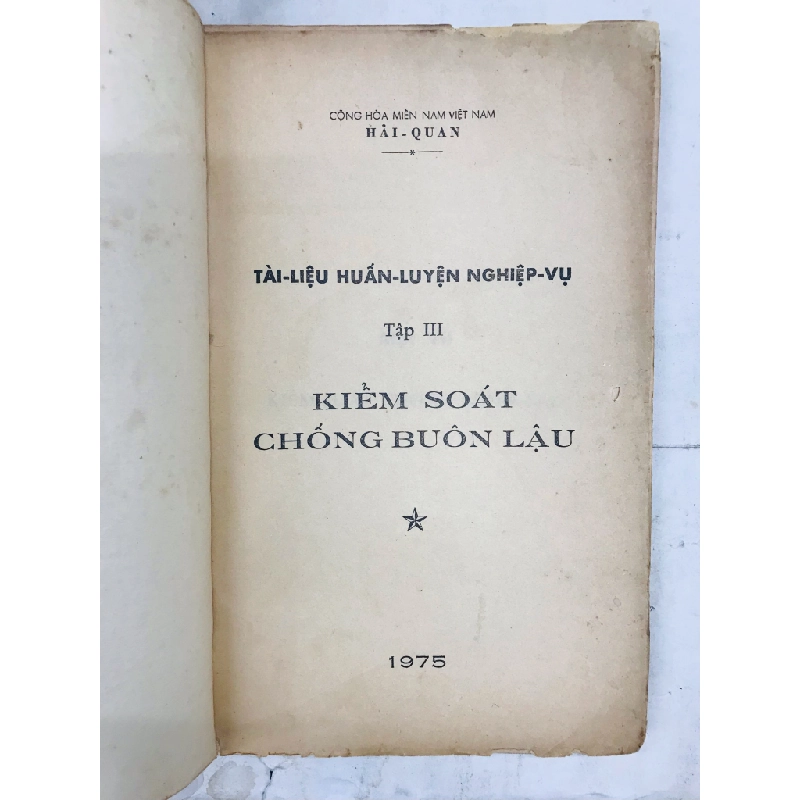 CỘNG HÒA MIỀN NAM VIỆT NAM
HẢI-QUAN
TÀI-LIỆU HUẤN-LUYỆN NGHIỆP-VỤ
Tập III
KIỂM SOÁT
CHỐNG BUÔN LẬU
1975